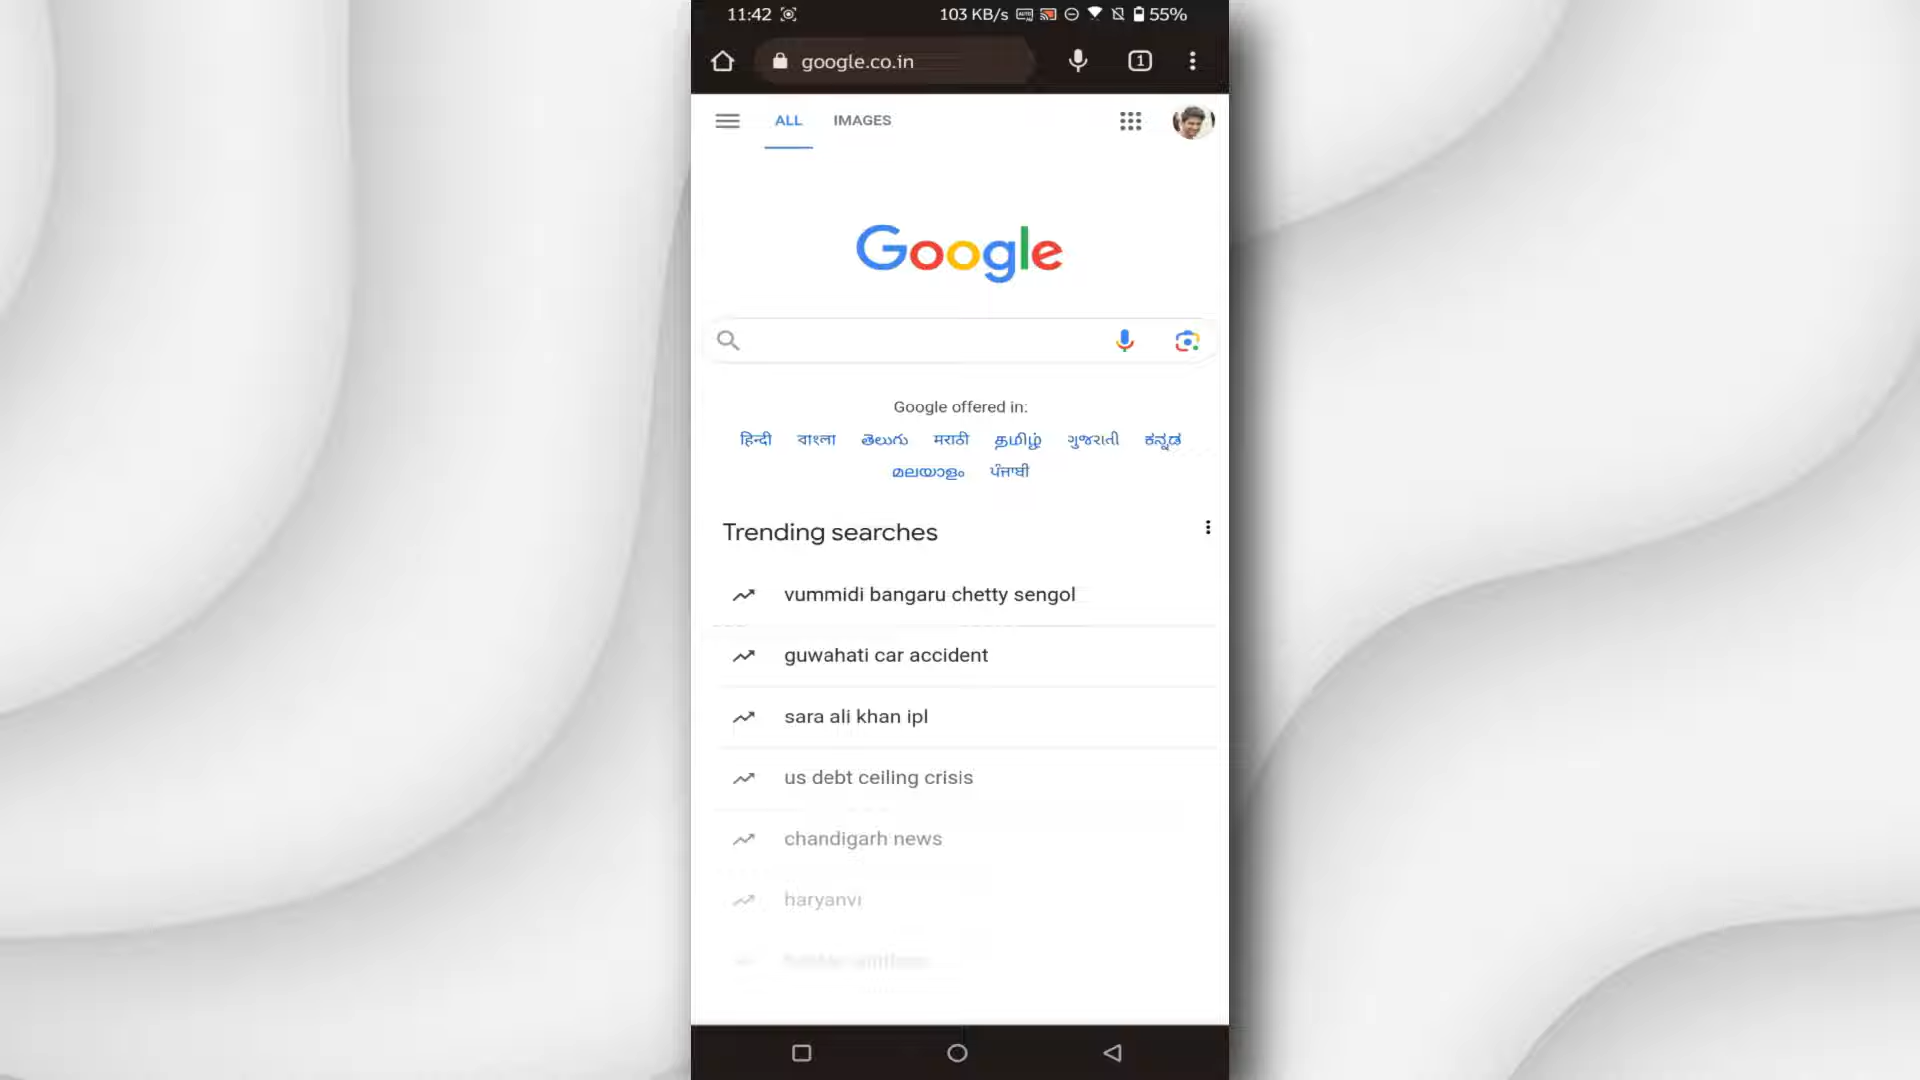 11:42 103 KB/s 55%
google.co.in 1
ALL IMAGES
Google
Google offered in:
हिन्दी বাংলা తెలుగు मराठी தமிழ் ગુજરાતી ಕನ್ನಡ
മലയാളം ਪੰਜਾਬੀ
Trending searches
vummidi bangaru chetty sengol
guwahati car accident
sara ali khan ipl
us debt ceiling crisis
chandigarh news
haryanvi